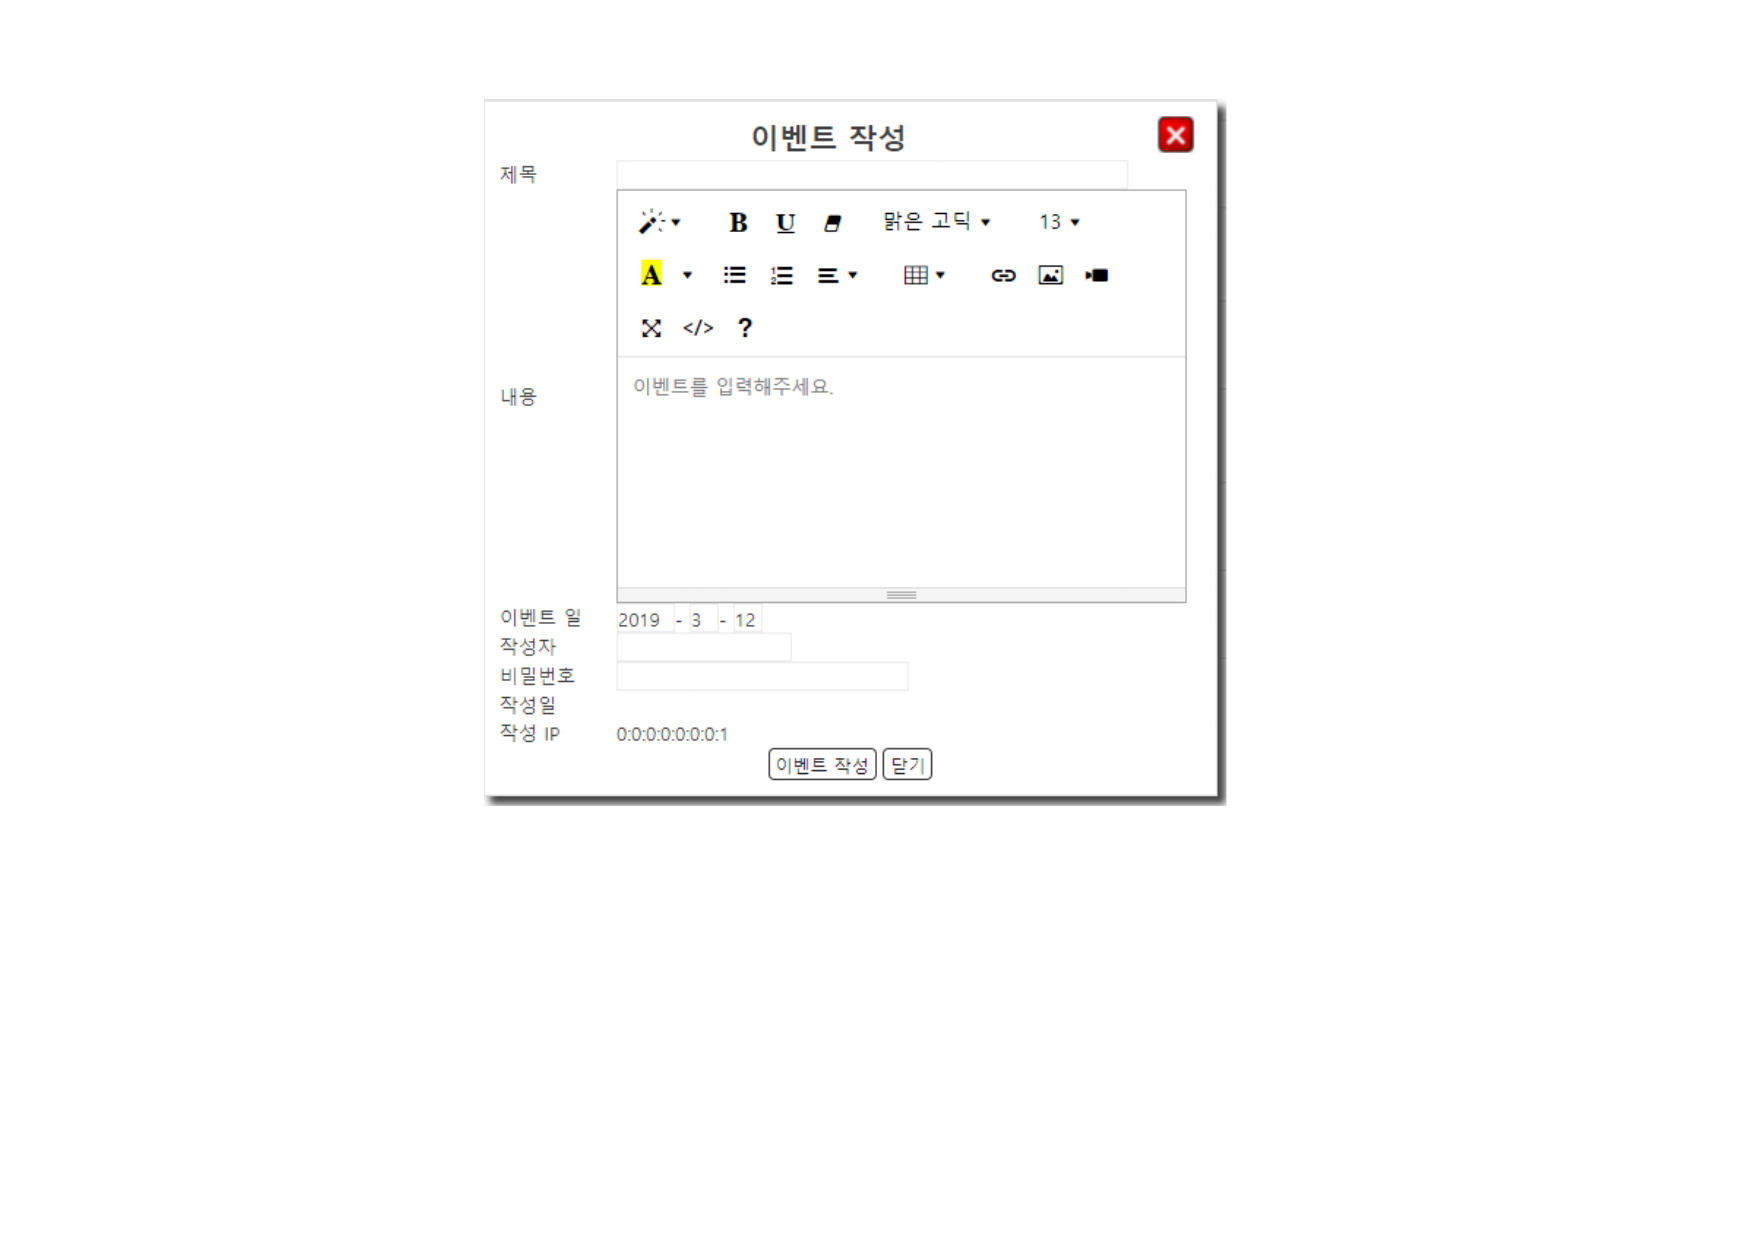 이벤트 작성
제목
B U 맑은 고딕 13
A
</> ?
내용
이벤트를 입력해주세요.
이벤트 일 2019 - 3 - 12
작성자
비밀번호
작성일
작성 IP 0:0:0:0:0:0:0:1
이벤트 작성 닫기